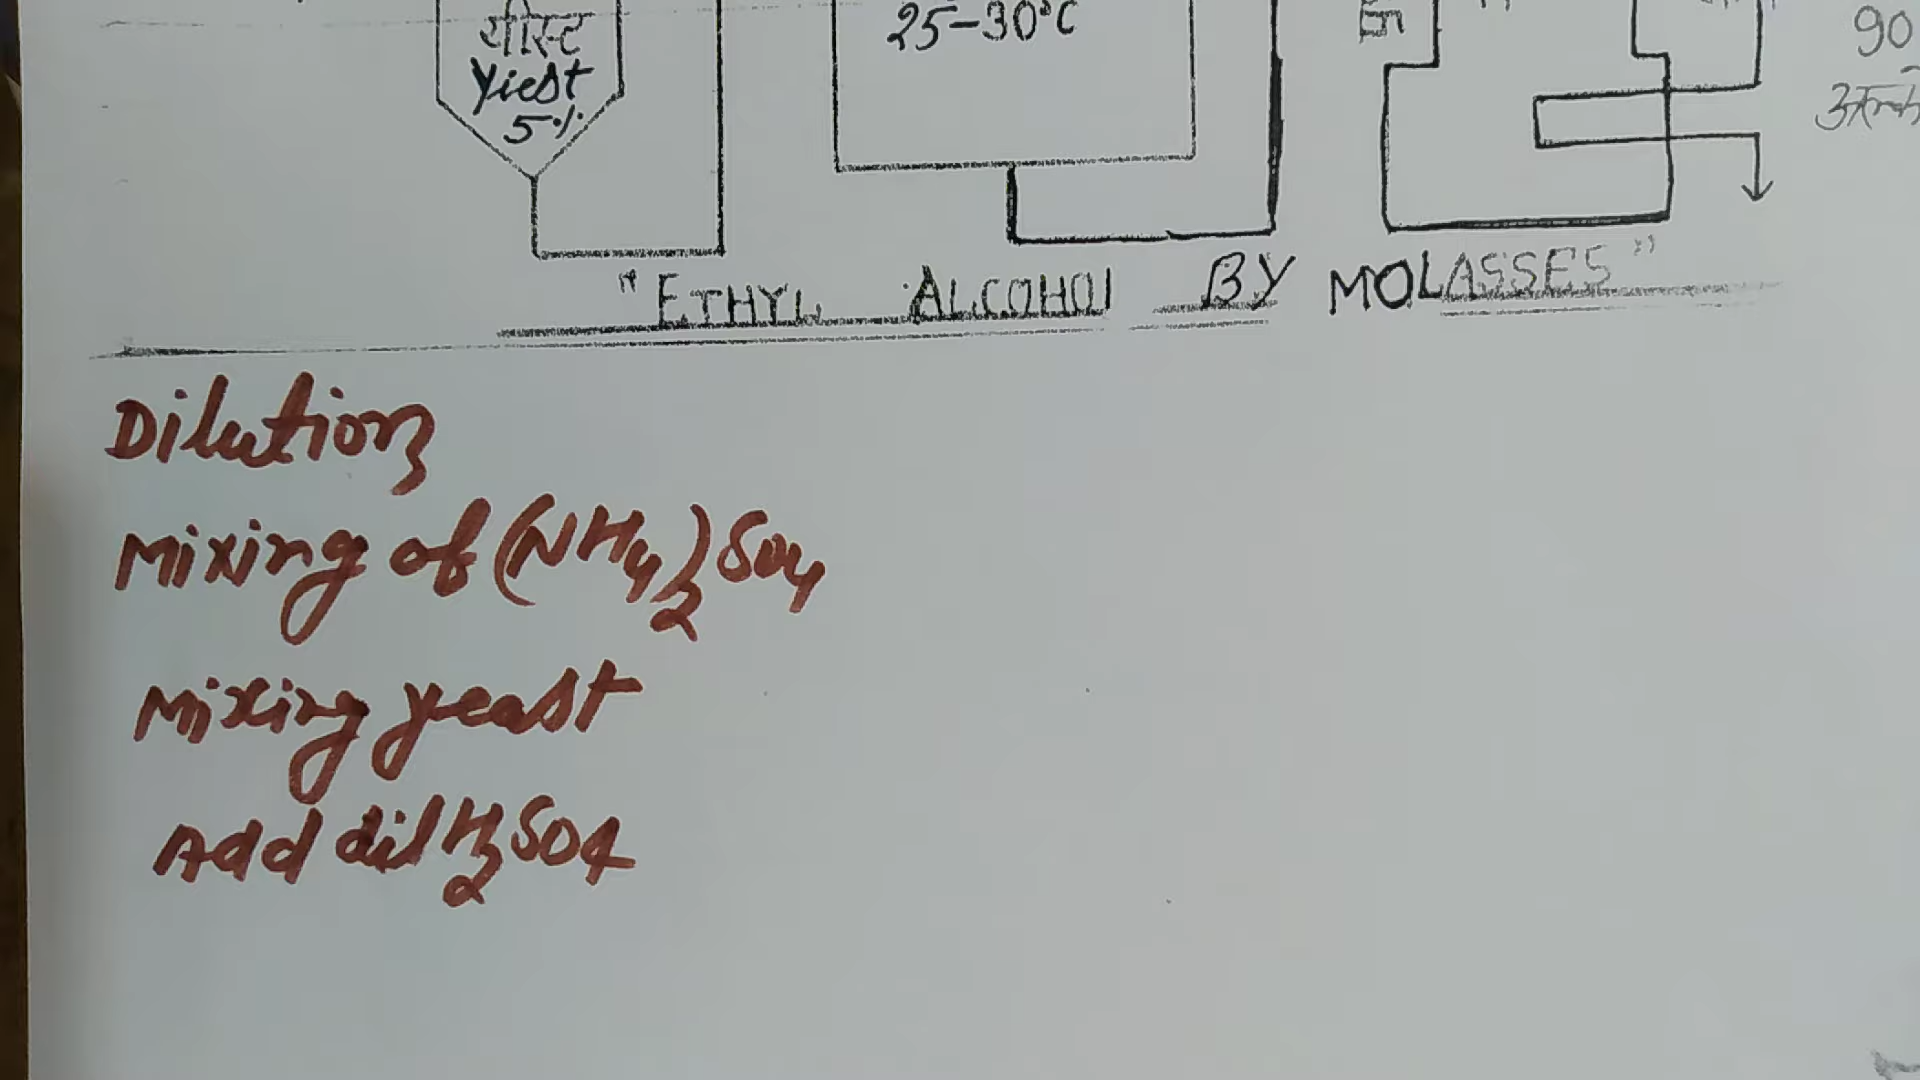 यीस्ट
Yiest
5%
25-30°C
90
"ETHYL ALCOHOl BY MOLASSES"
Dilution
Mixing of (NH4)2SO4
Mixing yeast
Add dil H2SO4